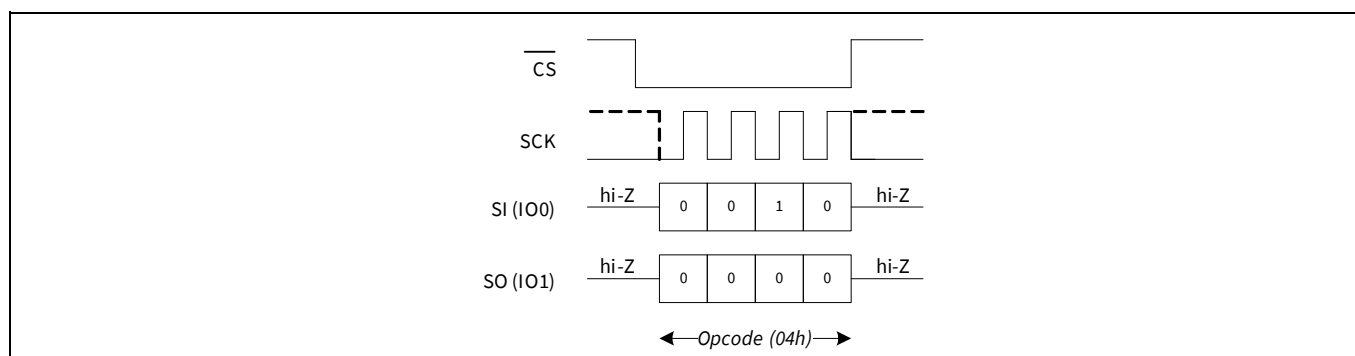 CS
SCK
hi-Z
SI (IO0) 0 0 1 0 hi-Z
hi-Z
SO (IO1) 0 0 0 0 hi-Z
Opcode (04h)